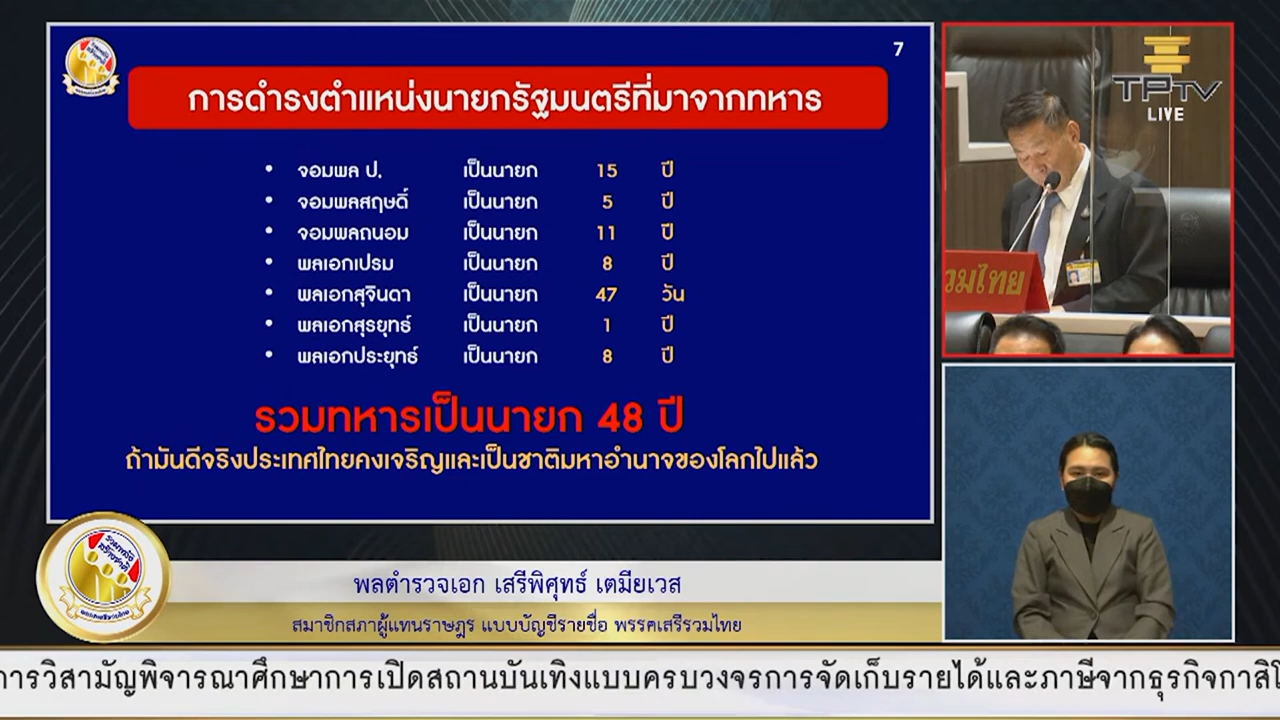 7
การดำรงตำแหน่งนายกรัฐมนตรีที่มาจากทหาร
• จอมพล ป. เป็นนายก 15 ปี
• จอมพลสฤษดิ์ เป็นนายก 5 ปี
• จอมพลถนอม เป็นนายก 11 ปี
• พลเอกเปรม เป็นนายก 8 ปี
• พลเอกสุจินดา เป็นนายก 47 วัน
• พลเอกสุรยุทธ์ เป็นนายก 1 ปี
• พลเอกประยุทธ์ เป็นนายก 8 ปี
รวมทหารเป็นนายก 48 ปี
ถ้ามันดีจริงประเทศไทยคงเจริญและเป็นชาติมหาอำนาจของโลกไปแล้ว
TPTV
LIVE
วมไทย
พลตำรวจเอก เสรีพิศุทธ์ เตมียเวส
สมาชิกสภาผู้แทนราษฎร แบบบัญชีรายชื่อ พรรคเสรีรวมไทย
การวิสามัญพิจารณาศึกษาการเปิดสถานบันเทิงแบบครบวงจรการจัดเก็บรายได้และภาษีจากธุรกิจกาสิโ